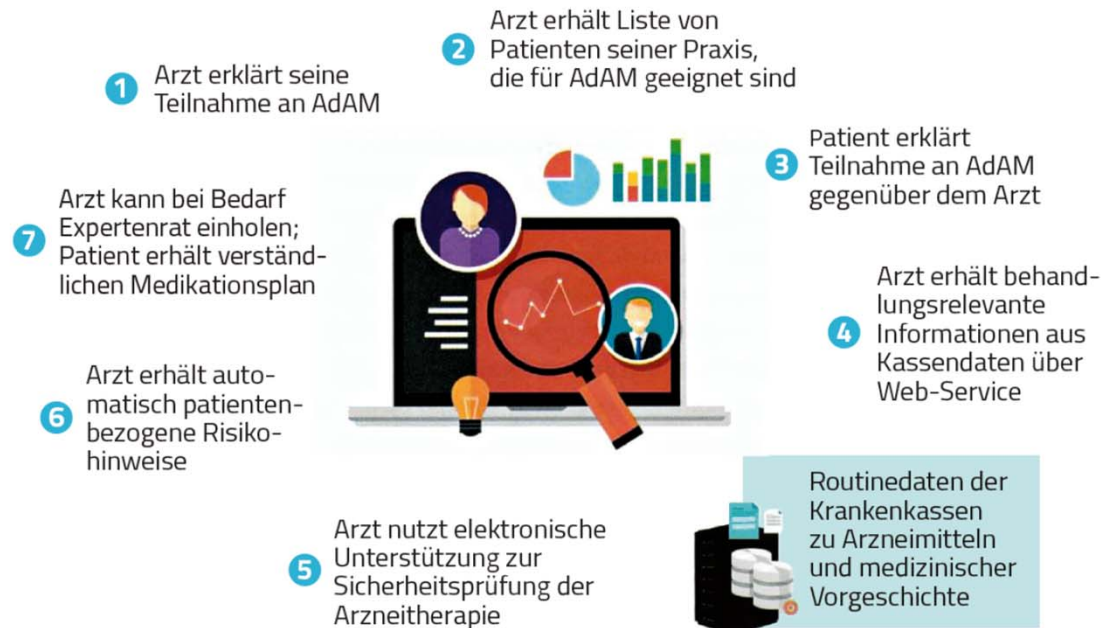 1 Arzt erklärt seine
Teilnahme an AdAM
2 Arzt erhält Liste von
Patienten seiner Praxis,
die für AdAM geeignet sind
3 Patient erklärt
Teilnahme an AdAM
gegenüber dem Arzt
4 Arzt erhält behand-
lungsrelevante
Informationen aus
Kassendaten über
Web-Service
Routinedaten der
Krankenkassen
zu Arzneimitteln
und medizinischer
Vorgeschichte
5 Arzt nutzt elektronische
Unterstützung zur
Sicherheitsprüfung der
Arzneitherapie
6 Arzt erhält auto-
matisch patienten-
bezogene Risiko-
hinweise
7 Arzt kann bei Bedarf
Expertenrat einholen;
Patient erhält verständ-
lichen Medikationsplan